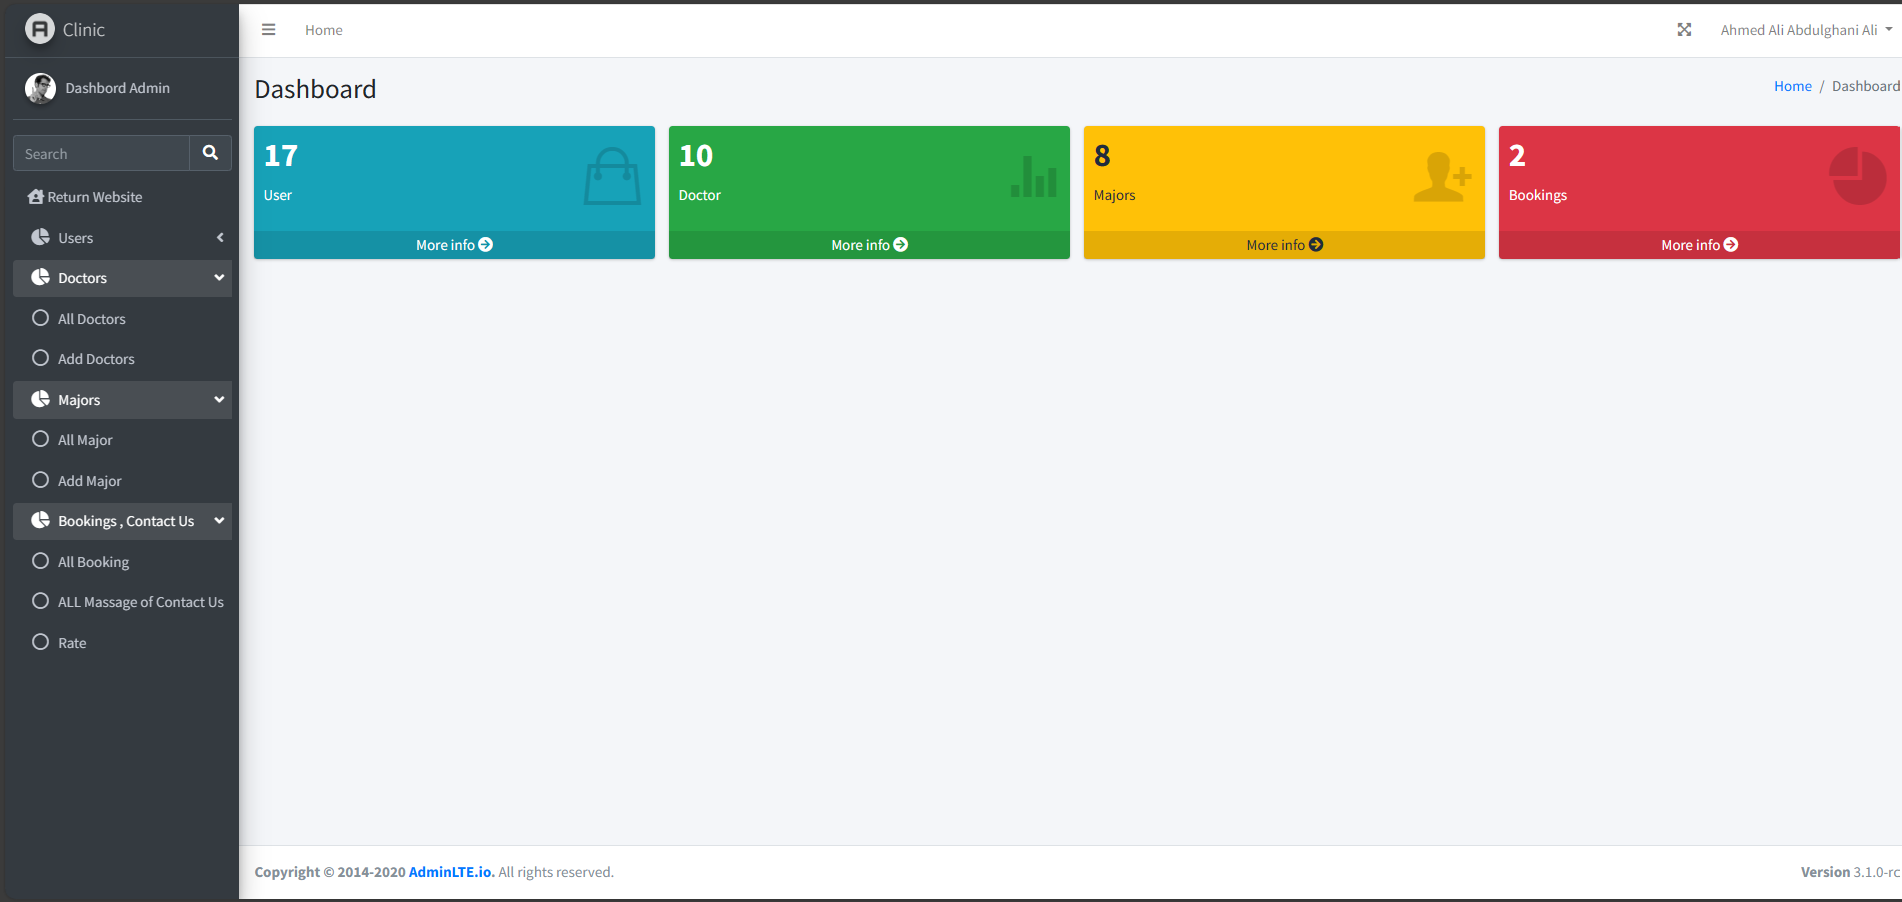 Clinic
Dashbord Admin
Search
Return Website
Users
Doctors
All Doctors
Add Doctors
Majors
All Major
Add Major
Bookings , Contact Us
All Booking
ALL Massage of Contact Us
Rate
Home
Ahmed Ali Abdulghani Ali
Dashboard
Home / Dashboard
17
User
More info
10
Doctor
More info
8
Majors
More info
2
Bookings
More info
Copyright © 2014-2020 AdminLTE.io. All rights reserved.
Version 3.1.0-rc